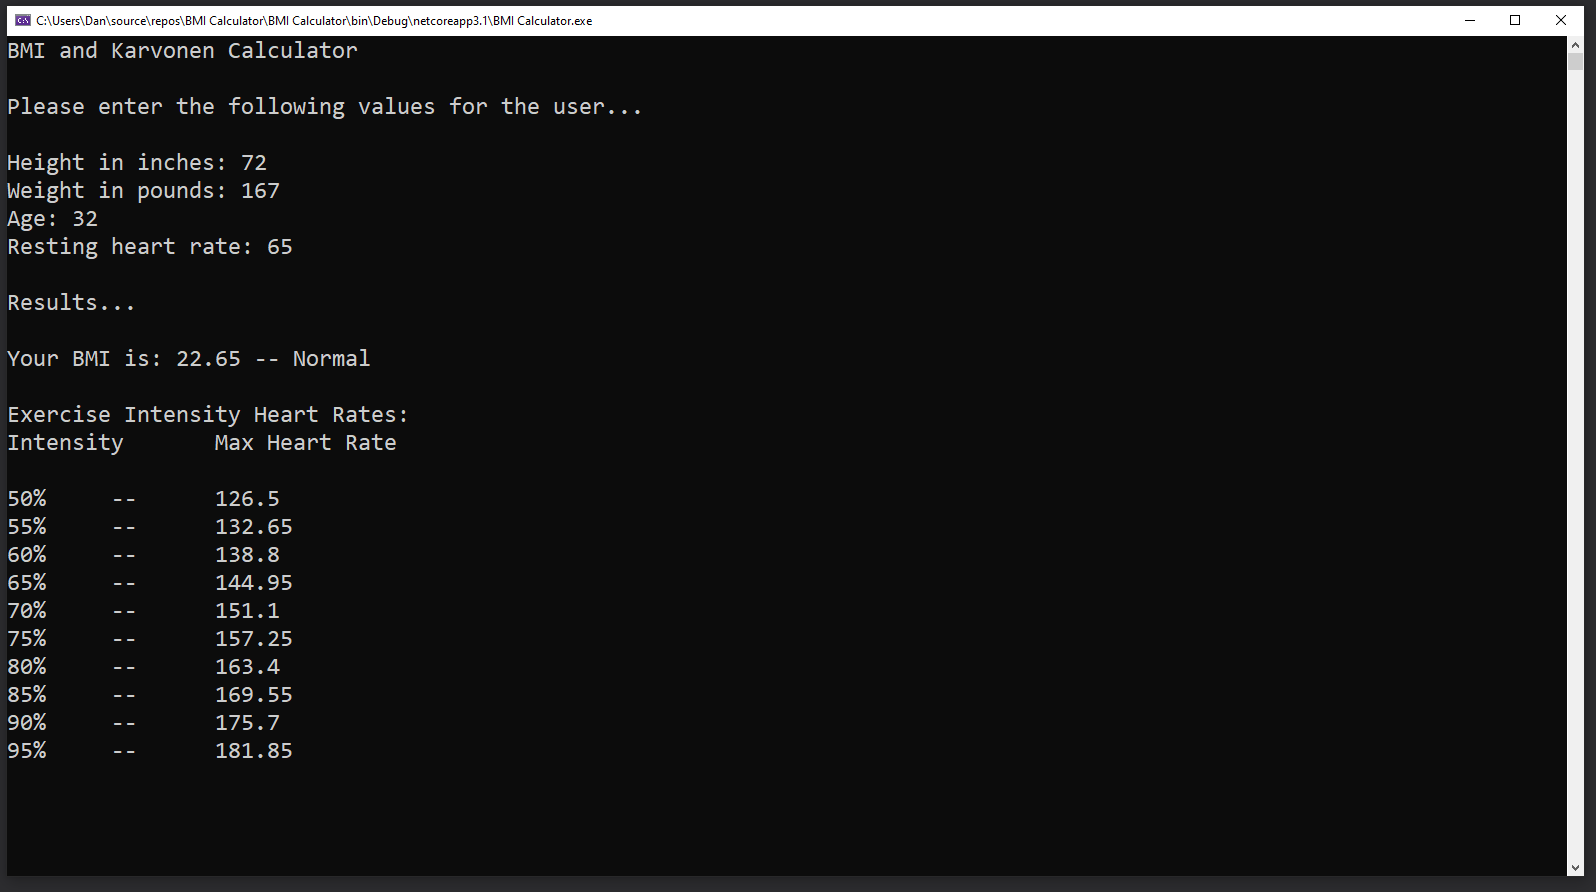 C:\Users\Dan\source\repos\BMI Calculator\BMI Calculator\bin\Debug\netcoreapp3.1\BMI Calculator.exe
BMI and Karvonen Calculator
Please enter the following values for the user...
Height in inches: 72
Weight in pounds: 167
Age: 32
Resting heart rate: 65
Results...
Your BMI is: 22.65 -- Normal
Exercise Intensity Heart Rates:
Intensity       Max Heart Rate
50%     --      126.5
55%     --      132.65
60%     --      138.8
65%     --      144.95
70%     --      151.1
75%     --      157.25
80%     --      163.4
85%     --      169.55
90%     --      175.7
95%     --      181.85